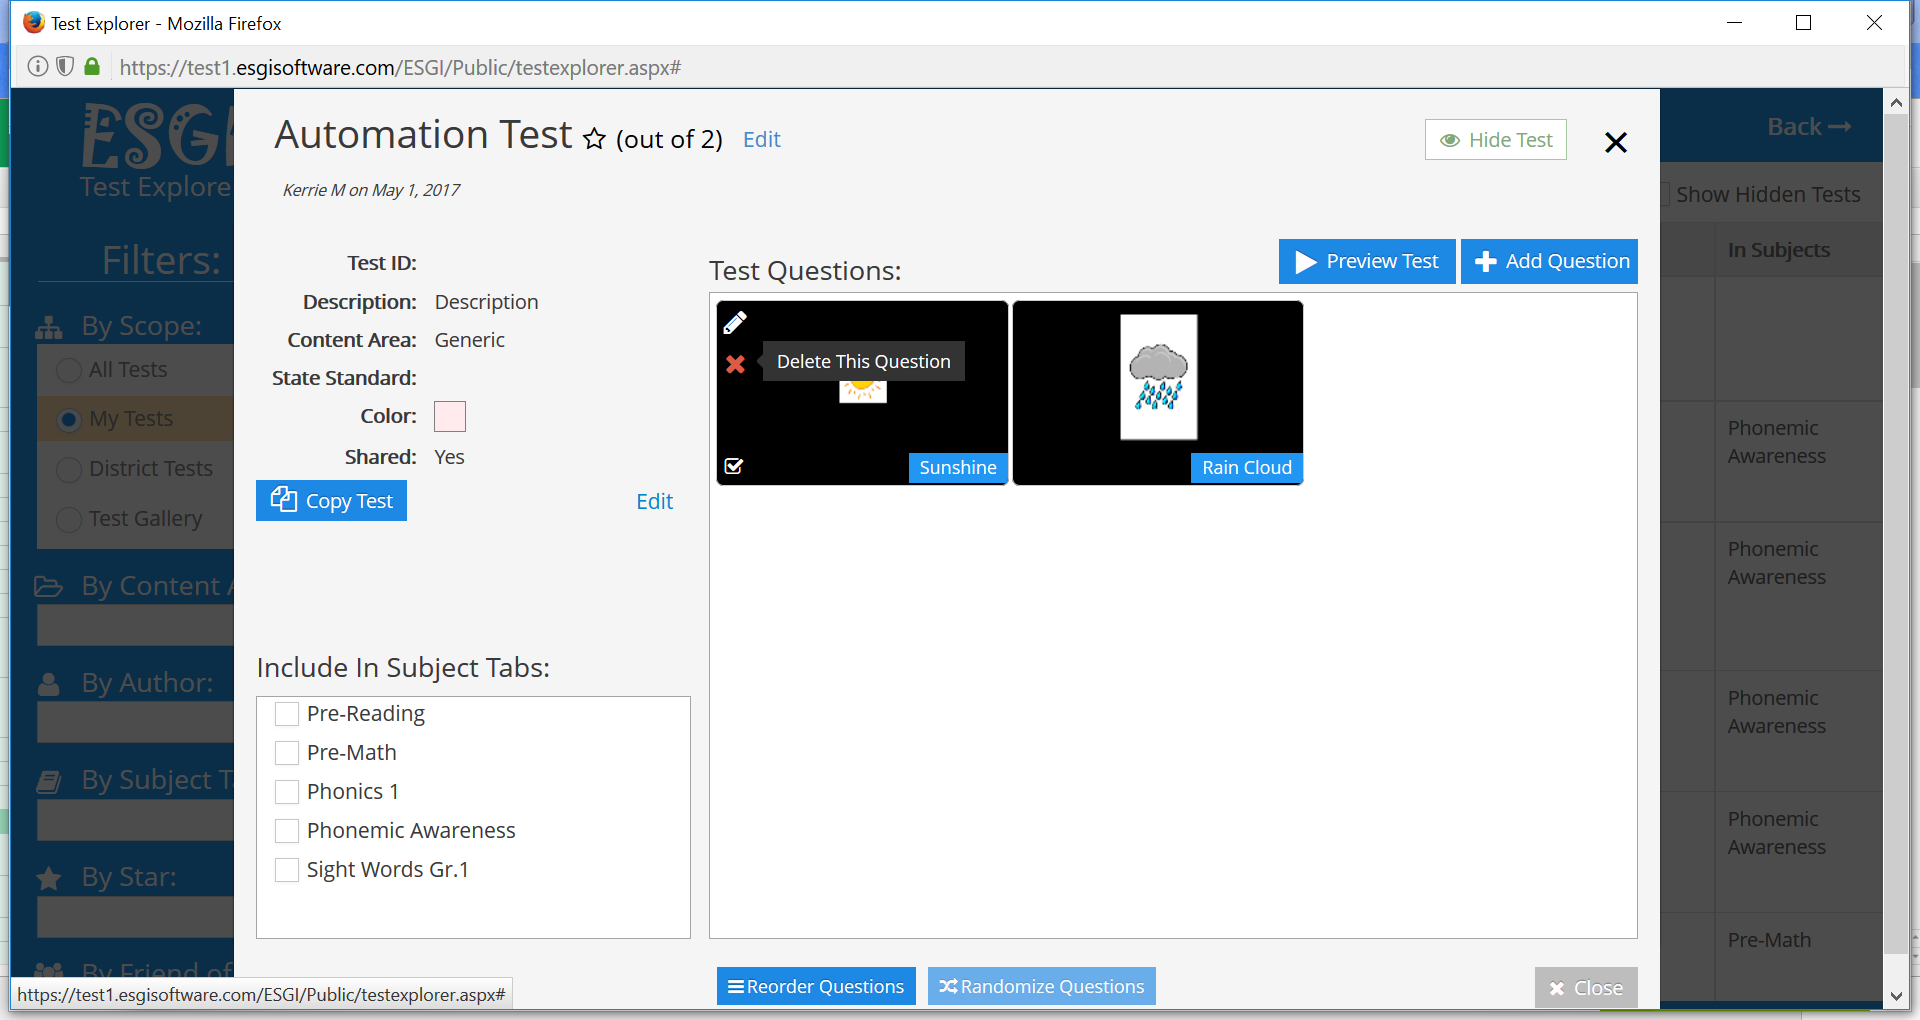 Test Explorer - Mozilla Firefox
https://test1.esgisoftware.com/ESGI/Public/testexplorer.aspx#
ESGI
Test Explore
Back
Automation Test (out of 2) Edit
Hide Test
Kerrie M on May 1, 2017
Show Hidden Tests
Filters:
In Subjects
Test ID:
Description: Description
Content Area: Generic
State Standard:
Color:
Shared: Yes
Copy Test
Edit
Test Questions:
Preview Test
Add Question
Delete This Question
Sunshine
Rain Cloud
By Scope:
All Tests
My Tests
District Tests
Test Gallery
By Content A
By Author:
By Subject Ta
By Star:
By Friend of
Include In Subject Tabs:
Pre-Reading
Pre-Math
Phonics 1
Phonemic Awareness
Sight Words Gr.1
Phonemic
Awareness
Phonemic
Awareness
Phonemic
Awareness
Phonemic
Awareness
Pre-Math
Reorder Questions
Randomize Questions
Close
https://test1.esgisoftware.com/ESGI/Public/testexplorer.aspx#